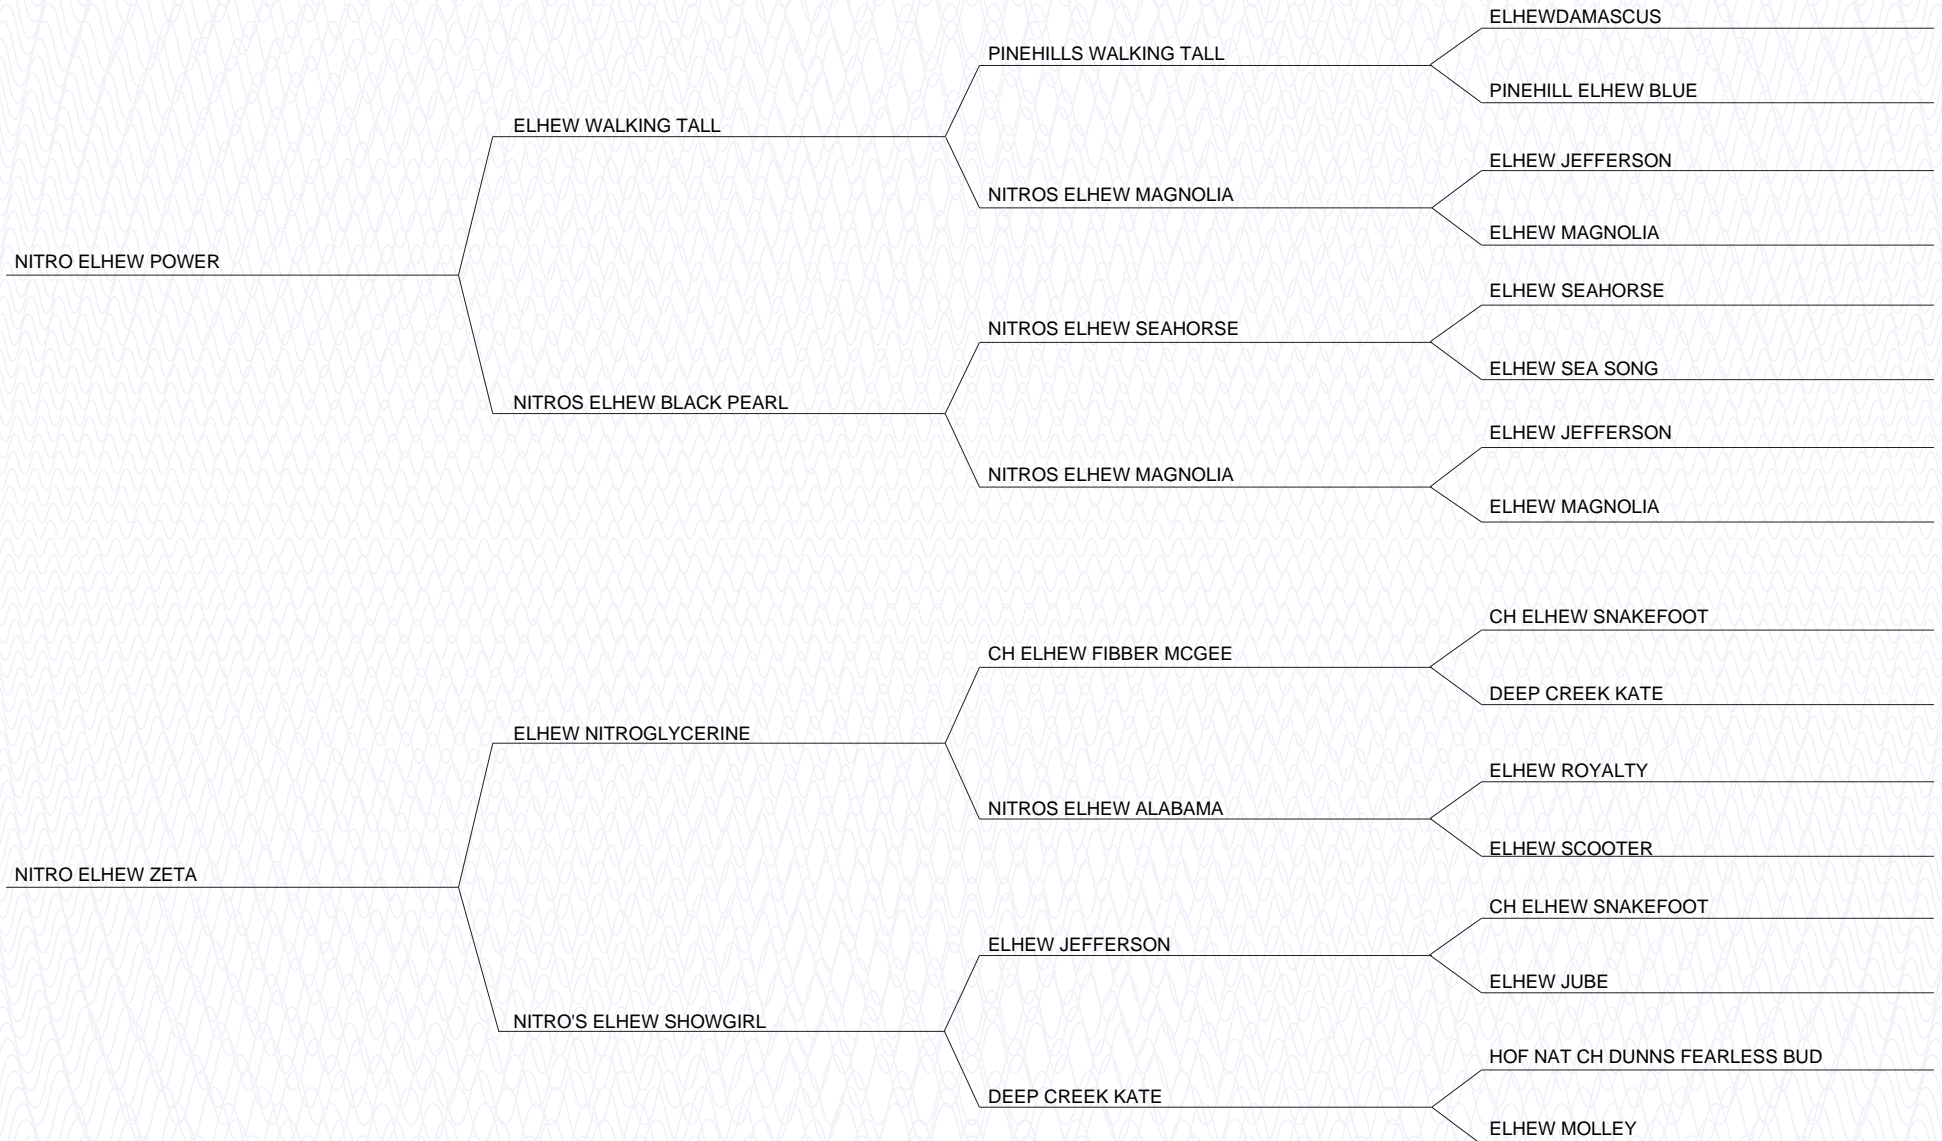 ELHEWDAMASCUS
PINEHILLS WALKING TALL
PINEHILL ELHEW BLUE
ELHEW WALKING TALL
ELHEW JEFFERSON
NITROS ELHEW MAGNOLIA
ELHEW MAGNOLIA
NITRO ELHEW POWER
ELHEW SEAHORSE
NITROS ELHEW SEAHORSE
ELHEW SEA SONG
NITROS ELHEW BLACK PEARL
ELHEW JEFFERSON
NITROS ELHEW MAGNOLIA
ELHEW MAGNOLIA
CH ELHEW SNAKEFOOT
CH ELHEW FIBBER MCGEE
DEEP CREEK KATE
ELHEW NITROGLYCERINE
ELHEW ROYALTY
NITROS ELHEW ALABAMA
ELHEW SCOOTER
NITRO ELHEW ZETA
CH ELHEW SNAKEFOOT
ELHEW JEFFERSON
ELHEW JUBE
NITRO'S ELHEW SHOWGIRL
HOF NAT CH DUNNS FEARLESS BUD
DEEP CREEK KATE
ELHEW MOLLEY